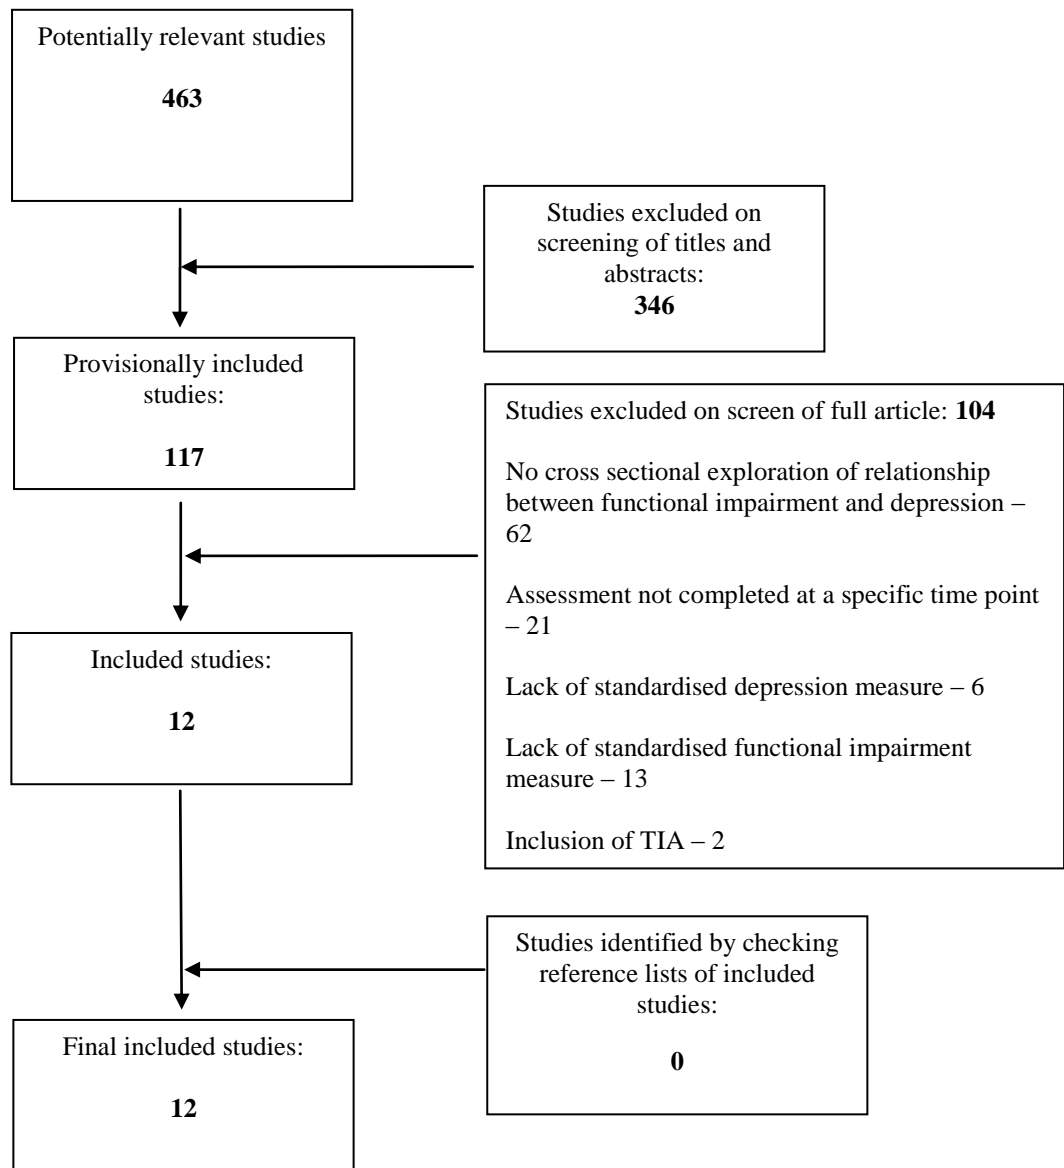 Potentially relevant studies
463
Studies excluded on
screening of titles and
abstracts:
346
Provisionally included
studies:
117
Studies excluded on screen of full article: 104
No cross sectional exploration of relationship
between functional impairment and depression –
62
Assessment not completed at a specific time point
– 21
Lack of standardised depression measure – 6
Lack of standardised functional impairment
measure – 13
Inclusion of TIA – 2
Included studies:
12
Studies identified by checking
reference lists of included
studies:
0
Final included studies:
12